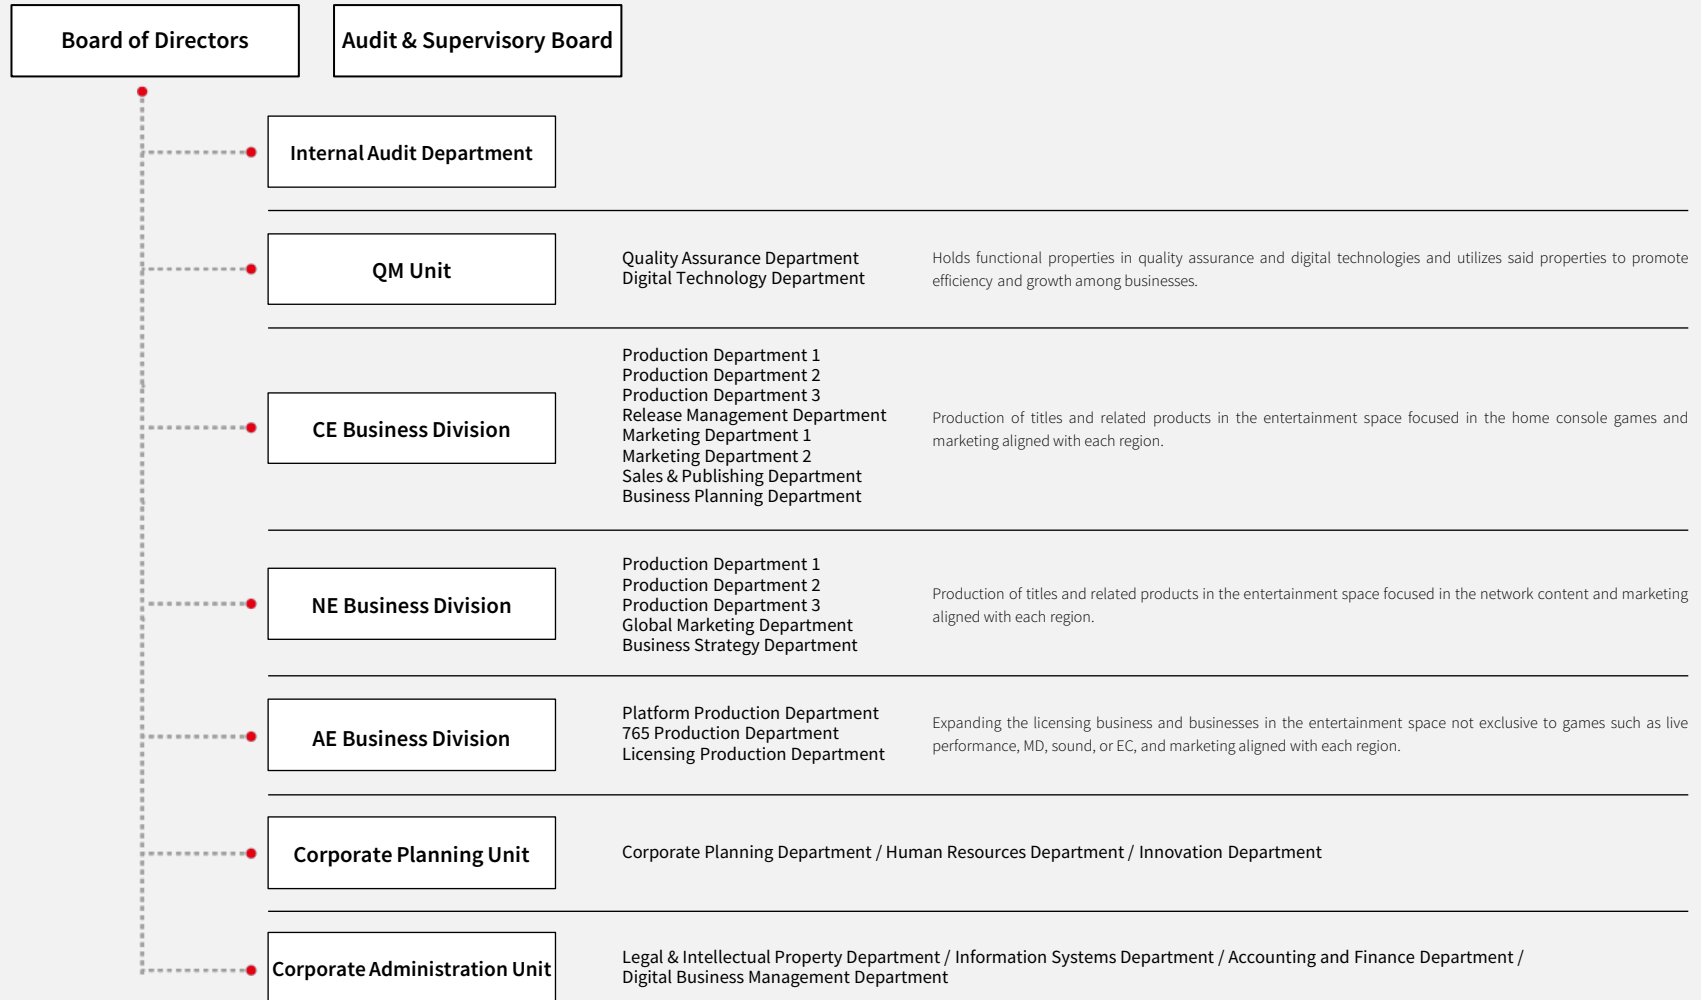 Board of Directors
Audit & Supervisory Board
Internal Audit Department
QM Unit
Quality Assurance Department
Digital Technology Department
Holds functional properties in quality assurance and digital technologies and utilizes said properties to promote
efficiency and growth among businesses.
CE Business Division
Production Department 1
Production Department 2
Production Department 3
Release Management Department
Marketing Department 1
Marketing Department 2
Sales & Publishing Department
Business Planning Department
Production of titles and related products in the entertainment space focused in the home console games and
marketing aligned with each region.
NE Business Division
Production Department 1
Production Department 2
Production Department 3
Global Marketing Department
Business Strategy Department
Production of titles and related products in the entertainment space focused in the network content and marketing
aligned with each region.
AE Business Division
Platform Production Department
765 Production Department
Licensing Production Department
Expanding the licensing business and businesses in the entertainment space not exclusive to games such as live
performance, MD, sound, or EC, and marketing aligned with each region.
Corporate Planning Unit
Corporate Planning Department / Human Resources Department / Innovation Department
Corporate Administration Unit
Legal & Intellectual Property Department / Information Systems Department / Accounting and Finance Department /
Digital Business Management Department